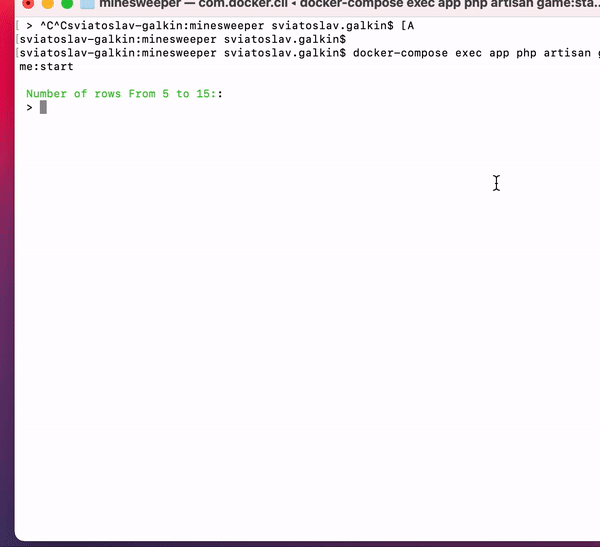 minesweeper — com.docker.cli ◂ docker-compose exec app php artisan game:sta...
[ > ^C^Csviatoslav-galkin:minesweeper sviatoslav.galkin$ [A
[sviatoslav-galkin:minesweeper sviatoslav.galkin$
[sviatoslav-galkin:minesweeper sviatoslav.galkin$ docker-compose exec app php artisan g
me:start
Number of rows From 5 to 15::
>